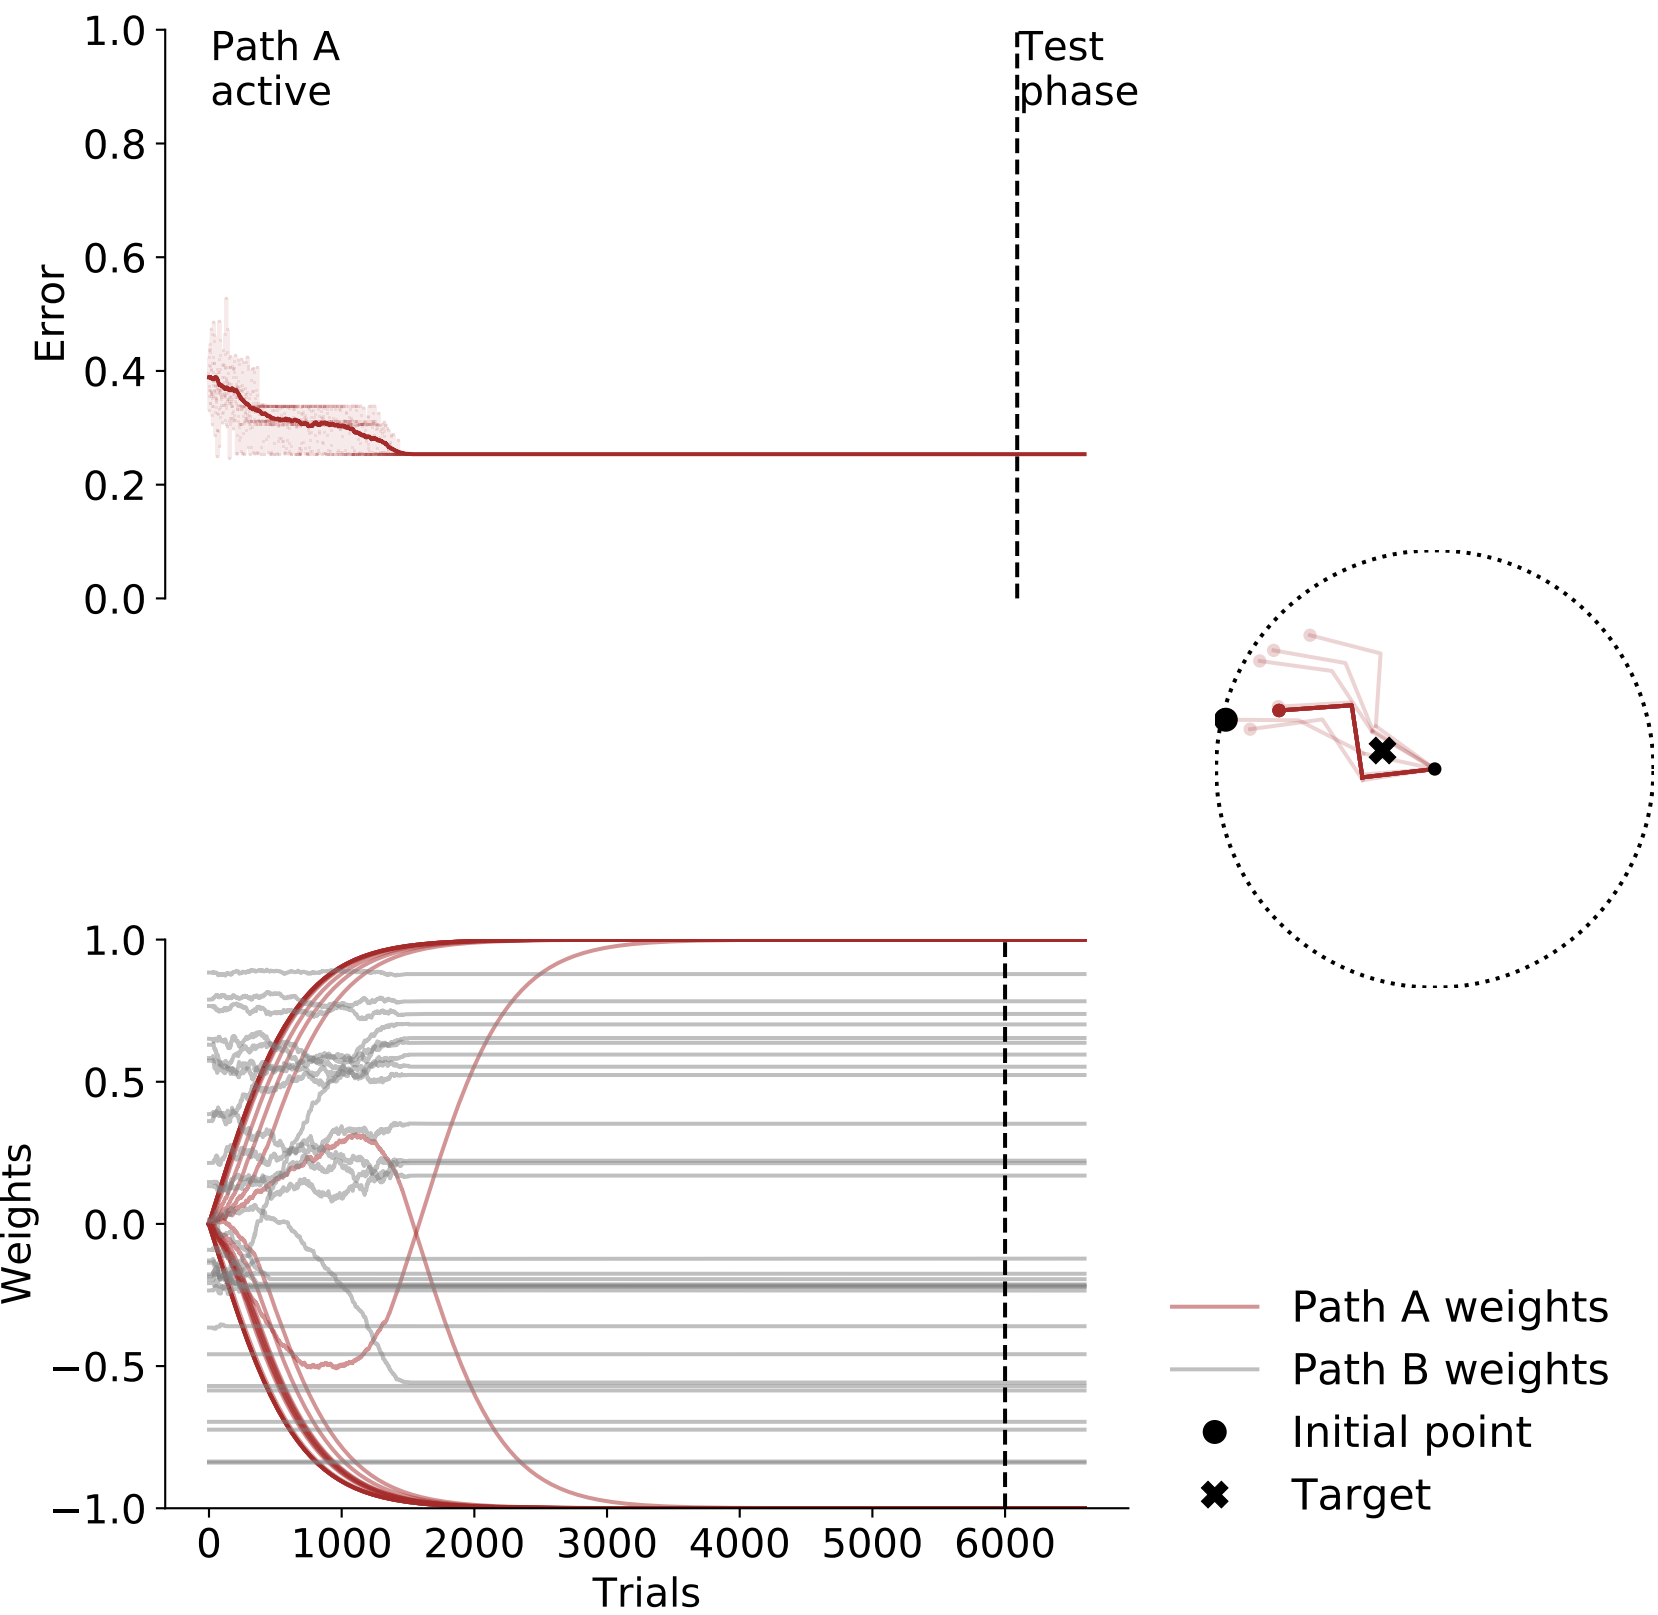 Path A
active
Test
phase
1.0
0.8
0.6
0.4
0.2
0.0
Error
1.0
0.5
0.0
−0.5
−1.0
Weights
0 1000 2000 3000 4000 5000 6000
Trials
Path A weights
Path B weights
Initial point
Target